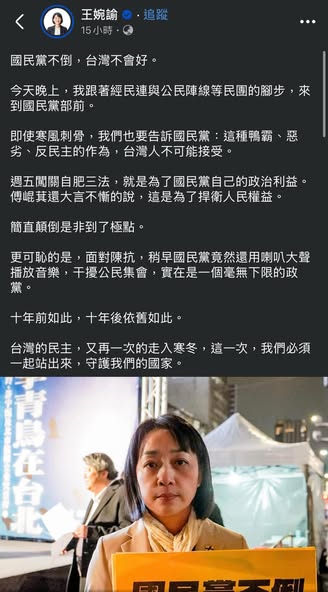 王婉諭 · 追蹤
15 小時 ·
國民黨不倒，台灣不會好。
今天晚上，我跟著經民連與公民陣線等民團的腳步，來
到國民黨部前。
即使寒風刺骨，我們也要告訴國民黨：這種鴨霸、惡
劣、反民主的作為，台灣人不可能接受。
週五闖關自肥三法，就是為了國民黨自己的政治利益。
傅崐萁還大言不慚的說，這是為了捍衛人民權益。
簡直顛倒是非到了極點。
更可恥的是，面對陳抗，稍早國民黨竟然還用喇叭大聲
播放音樂，干擾公民集會，實在是一個毫無下限的政
黨。
十年前如此，十年後依舊如此。
台灣的民主，又再一次的走入寒冬，這一次，我們必須
一起站出來，守護我們的國家。
青鳥在台北
國民黨不倒